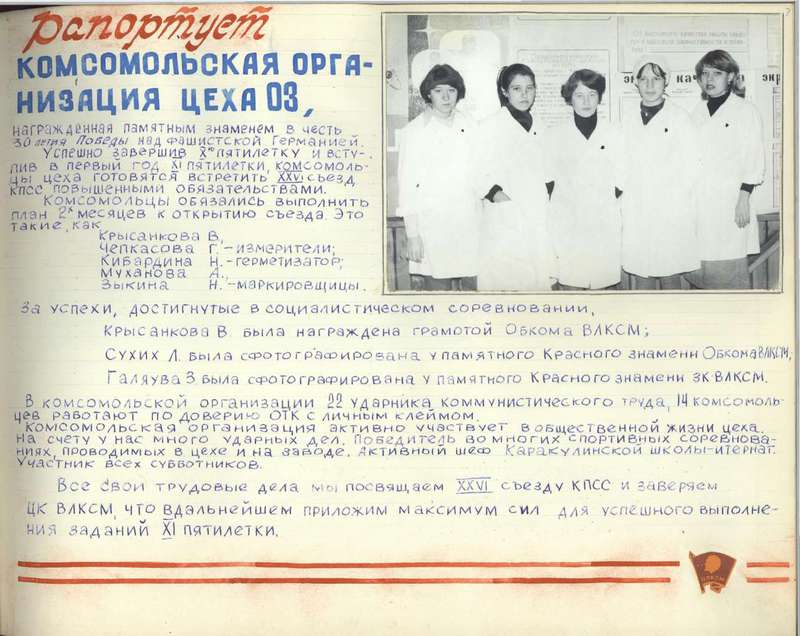 Рапортует
КОМСОМОЛЬСКАЯ ОРГА-
НИЗАЦИЯ ЦЕХА 03,
НАГРАЖДЁННАЯ ПАМЯТНЫМ ЗНАМЕНЕМ В ЧЕСТЬ
30 ЛЕТИЯ ПОБЕДЫ НАД ФАШИСТСКОЙ ГЕРМАНИЕЙ.
УСПЕШНО ЗАВЕРШИВ X ПЯТИЛЕТКУ И ВСТУ-
ПИВ В ПЕРВЫЙ ГОД XI ПЯТИЛЕТКИ, КОМСОМОЛЬ-
ЦЫ ЦЕХА ГОТОВЯТСЯ ВСТРЕТИТЬ XXVI СЪЕЗД
КПСС ПОВЫШЕННЫМИ ОБЯЗАТЕЛЬСТВАМИ.
КОМСОМОЛЬЦЫ ОБЯЗАЛИСЬ ВЫПОЛНИТЬ
ПЛАН 2х МЕСЯЦЕВ К ОТКРЫТИЮ СЪЕЗДА. ЭТО
ТАКИЕ, КАК
КРЫСАНКОВА В,
ЧЕПКАСОВА Г. – ИЗМЕРИТЕЛИ;
КИБАРДИНА Н. – ГЕРМЕТИЗАТОР;
МУХАНОВА А.,
ЗЫКИНА Н. – МАРКИРОВЩИЦЫ.
ЗА УСПЕХИ, ДОСТИГНУТЫЕ В СОЦИАЛИСТИЧЕСКОМ СОРЕВНОВАНИИ,
КРЫСАНКОВА В. БЫЛА НАГРАЖДЕНА ГРАМОТОЙ ОБКОМА ВЛКСМ;
СУХИХ Л. БЫЛА СФОТОГРАФИРОВАНА У ПАМЯТНОГО КРАСНОГО ЗНАМЕНИ ОБКОМА ВЛКСМ;
ГАЛЯУВА З. БЫЛА СФОТОГРАФИРОВАНА У ПАМЯТНОГО КРАСНОГО ЗНАМЕНИ ЗК ВЛКСМ.
В КОМСОМОЛЬСКОЙ ОРГАНИЗАЦИИ 22 УДАРНИКА КОММУНИСТИЧЕСКОГО ТРУДА, 14 КОМСОМОЛЬ-
ЦЕВ РАБОТАЮТ ПО ДОВЕРИЮ ОТК С ЛИЧНЫМ КЛЕЙМОМ.
КОМСОМОЛЬСКАЯ ОРГАНИЗАЦИЯ АКТИВНО УЧАСТВУЕТ В ОБЩЕСТВЕННОЙ ЖИЗНИ ЦЕХА.
НА СЧЕТУ У НАС МНОГО УДАРНЫХ ДЕЛ. ПОБЕДИТЕЛЬ ВО МНОГИХ СПОРТИВНЫХ СОРЕВНОВА-
НИЯХ, ПРОВОДИМЫХ В ЦЕХЕ И НА ЗАВОДЕ. АКТИВНЫЙ ШЕФ КАРАКУЛИНСКОЙ ШКОЛЫ-ИТЕРНАТ.
УЧАСТНИК ВСЕХ СУББОТНИКОВ.
ВСЕ СВОИ ТРУДОВЫЕ ДЕЛА МЫ ПОСВЯЩАЕМ XXVI СЪЕЗДУ КПСС И ЗАВЕРЯЕМ
ЦК ВЛКСМ, ЧТО ВДАЛЬНЕЙШЕМ ПРИЛОЖИМ МАКСИМУМ СИЛ ДЛЯ УСПЕШНОГО ВЫПОЛНЕ-
НИЯ ЗАДАНИЙ XI ПЯТИЛЕТКИ.
ВЛКСМ